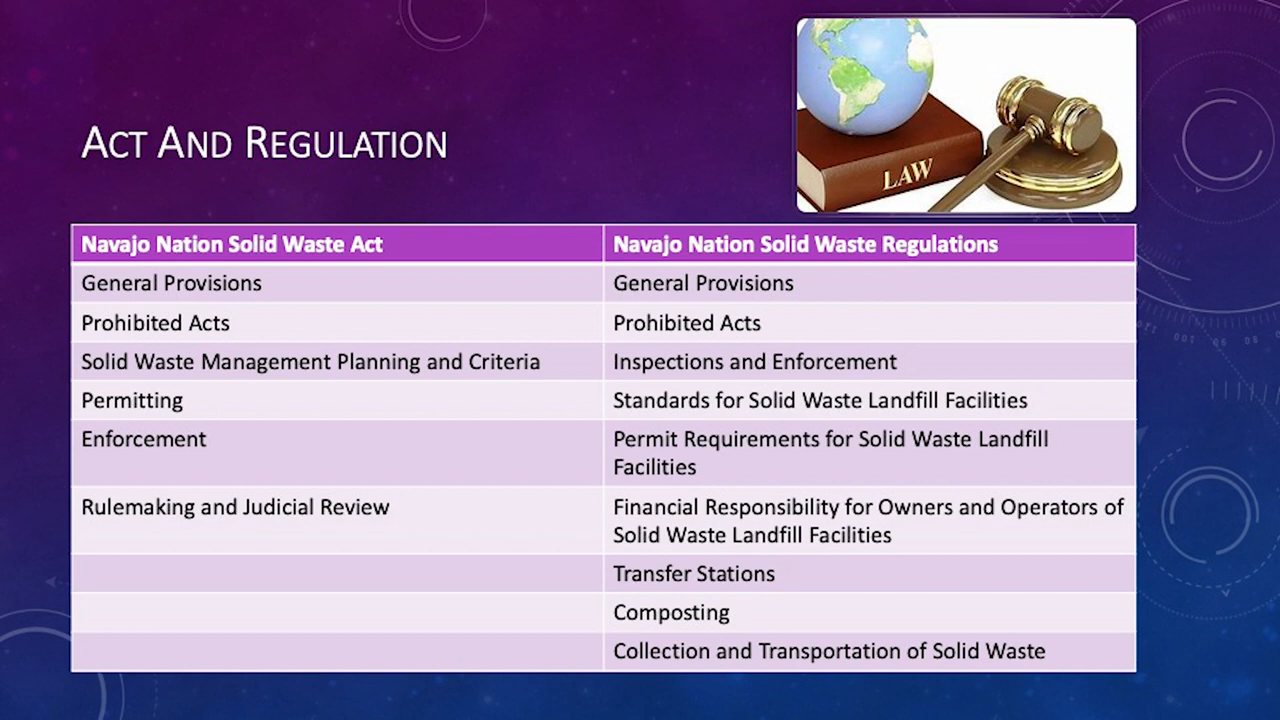 ACT AND REGULATION
LAW
Navajo Nation Solid Waste Act
Navajo Nation Solid Waste Regulations
General Provisions
General Provisions
Prohibited Acts
Prohibited Acts
Solid Waste Management Planning and Criteria
Inspections and Enforcement
Permitting
Standards for Solid Waste Landfill Facilities
Enforcement
Permit Requirements for Solid Waste Landfill
Facilities
Rulemaking and Judicial Review
Financial Responsibility for Owners and Operators of
Solid Waste Landfill Facilities
Transfer Stations
Composting
Collection and Transportation of Solid Waste